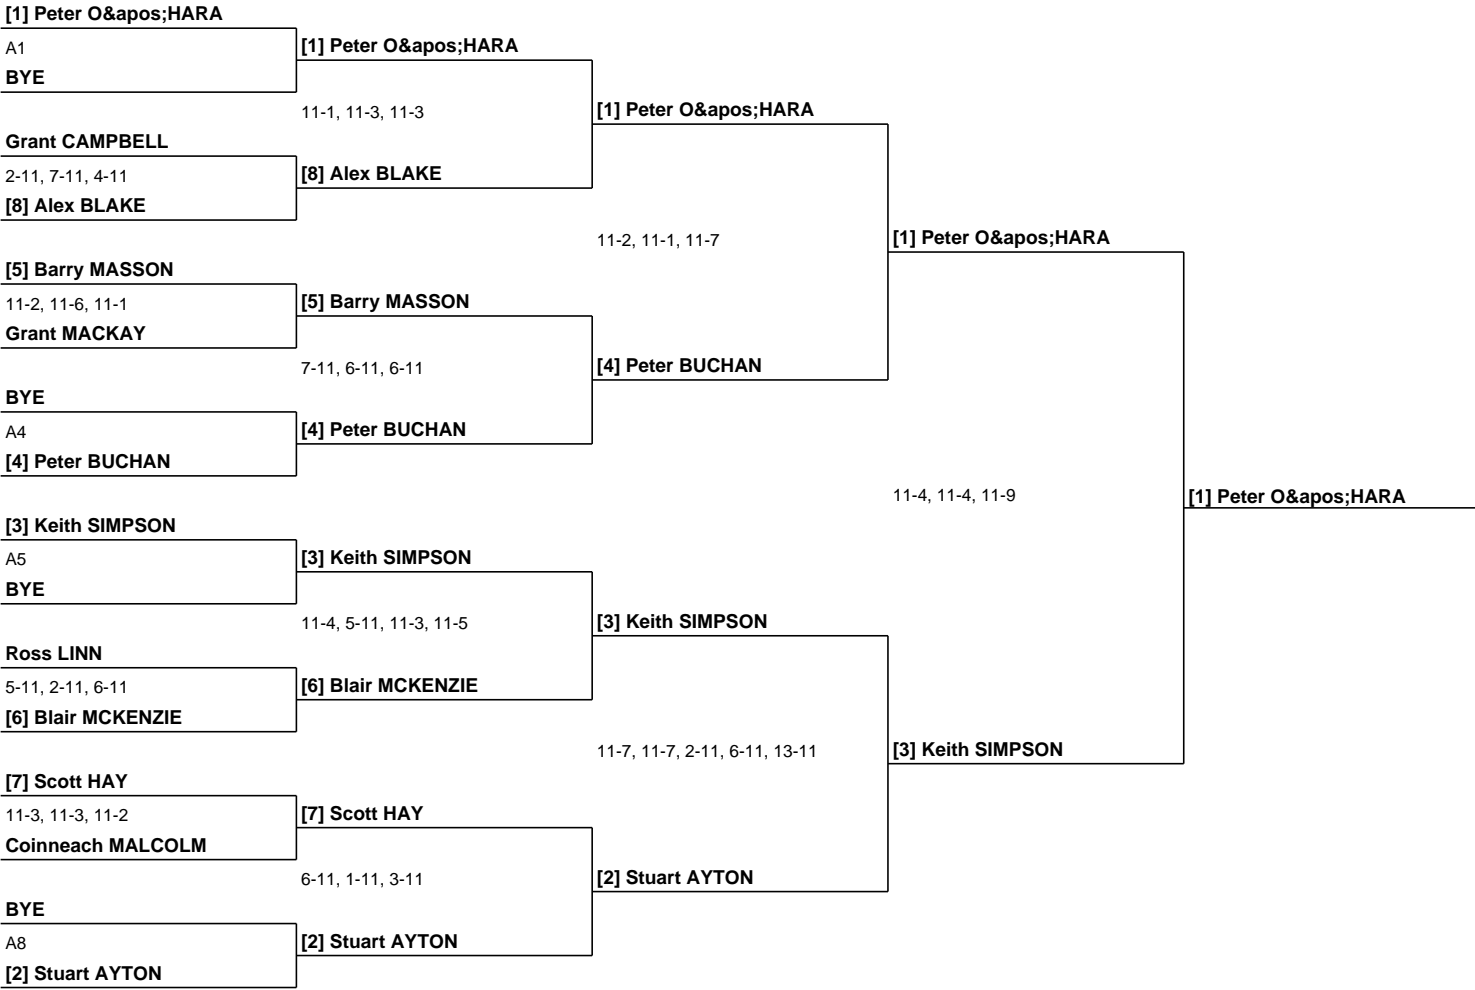 [1] Peter O&apos;HARA
A1
BYE
[1] Peter O&apos;HARA
11-1, 11-3, 11-3
Grant CAMPBELL
2-11, 7-11, 4-11
[8] Alex BLAKE
[8] Alex BLAKE
[1] Peter O&apos;HARA
11-2, 11-1, 11-7
[5] Barry MASSON
11-2, 11-6, 11-1
Grant MACKAY
[5] Barry MASSON
7-11, 6-11, 6-11
BYE
A4
[4] Peter BUCHAN
[4] Peter BUCHAN
[4] Peter BUCHAN
[1] Peter O&apos;HARA
11-4, 11-4, 11-9
[1] Peter O&apos;HARA
[3] Keith SIMPSON
A5
BYE
[3] Keith SIMPSON
11-4, 5-11, 11-3, 11-5
Ross LINN
5-11, 2-11, 6-11
[6] Blair MCKENZIE
[6] Blair MCKENZIE
[3] Keith SIMPSON
11-7, 11-7, 2-11, 6-11, 13-11
[3] Keith SIMPSON
[7] Scott HAY
11-3, 11-3, 11-2
Coinneach MALCOLM
[7] Scott HAY
6-11, 1-11, 3-11
BYE
A8
[2] Stuart AYTON
[2] Stuart AYTON
[2] Stuart AYTON